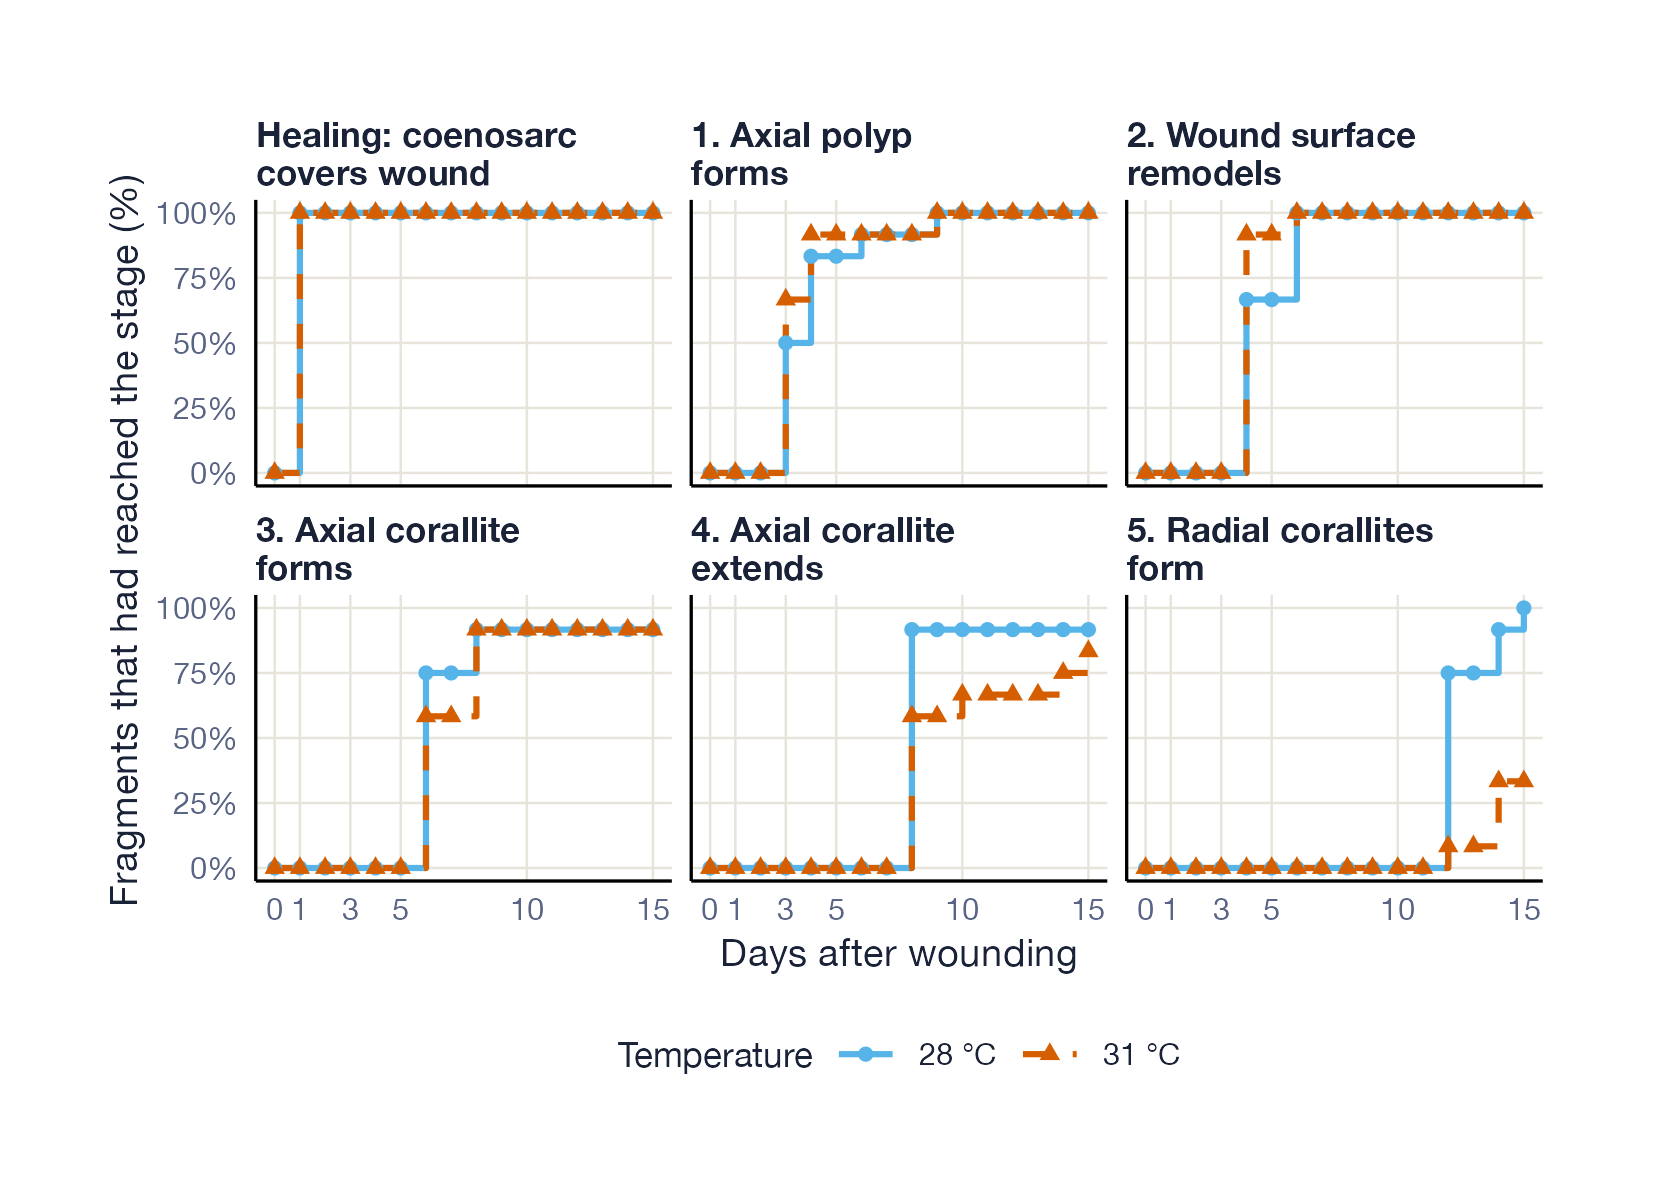 Healing: coenosarc
covers wound
1. Axial polyp
forms
2. Wound surface
remodels
Fragments that had reached the stage (%)
100%
75%
50%
25%
0%
3. Axial corallite
forms
4. Axial corallite
extends
5. Radial corallites
form
100%
75%
50%
25%
0%
0 1 3 5 10 15
0 1 3 5 10 15
0 1 3 5 10 15
Days after wounding
Temperature 28 °C 31 °C